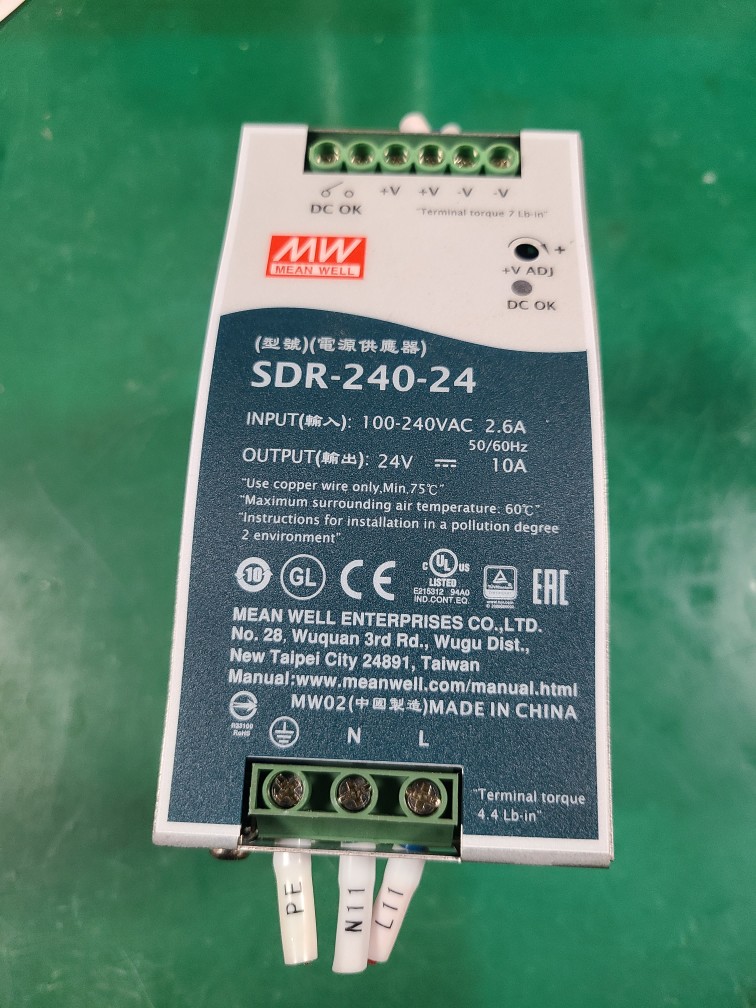 +V +V -V -V
DC OK
"Terminal torque 7 Lb-in"
MW
MEAN WELL
+
+V ADJ
DC OK
(型號)(電源供應器)
SDR-240-24
INPUT(輸入): 100-240VAC 2.6A
50/60Hz
OUTPUT(輸出): 24V 10A
"Use copper wire only,Min.75℃"
"Maximum surrounding air temperature: 60℃"
"Instructions for installation in a pollution degree
2 environment"
10 GL CE c UL us EAC
LISTED
E215312 94A0
IND.CONT.EQ.
MEAN WELL ENTERPRISES CO.,LTD.
No. 28, Wuquan 3rd Rd., Wugu Dist.,
New Taipei City 24891, Taiwan
Manual:www.meanwell.com/manual.html
MW02(中國製造)MADE IN CHINA
R33100
RoHS
N L
"Terminal torque
4.4 Lb-in"
PE N11 L11